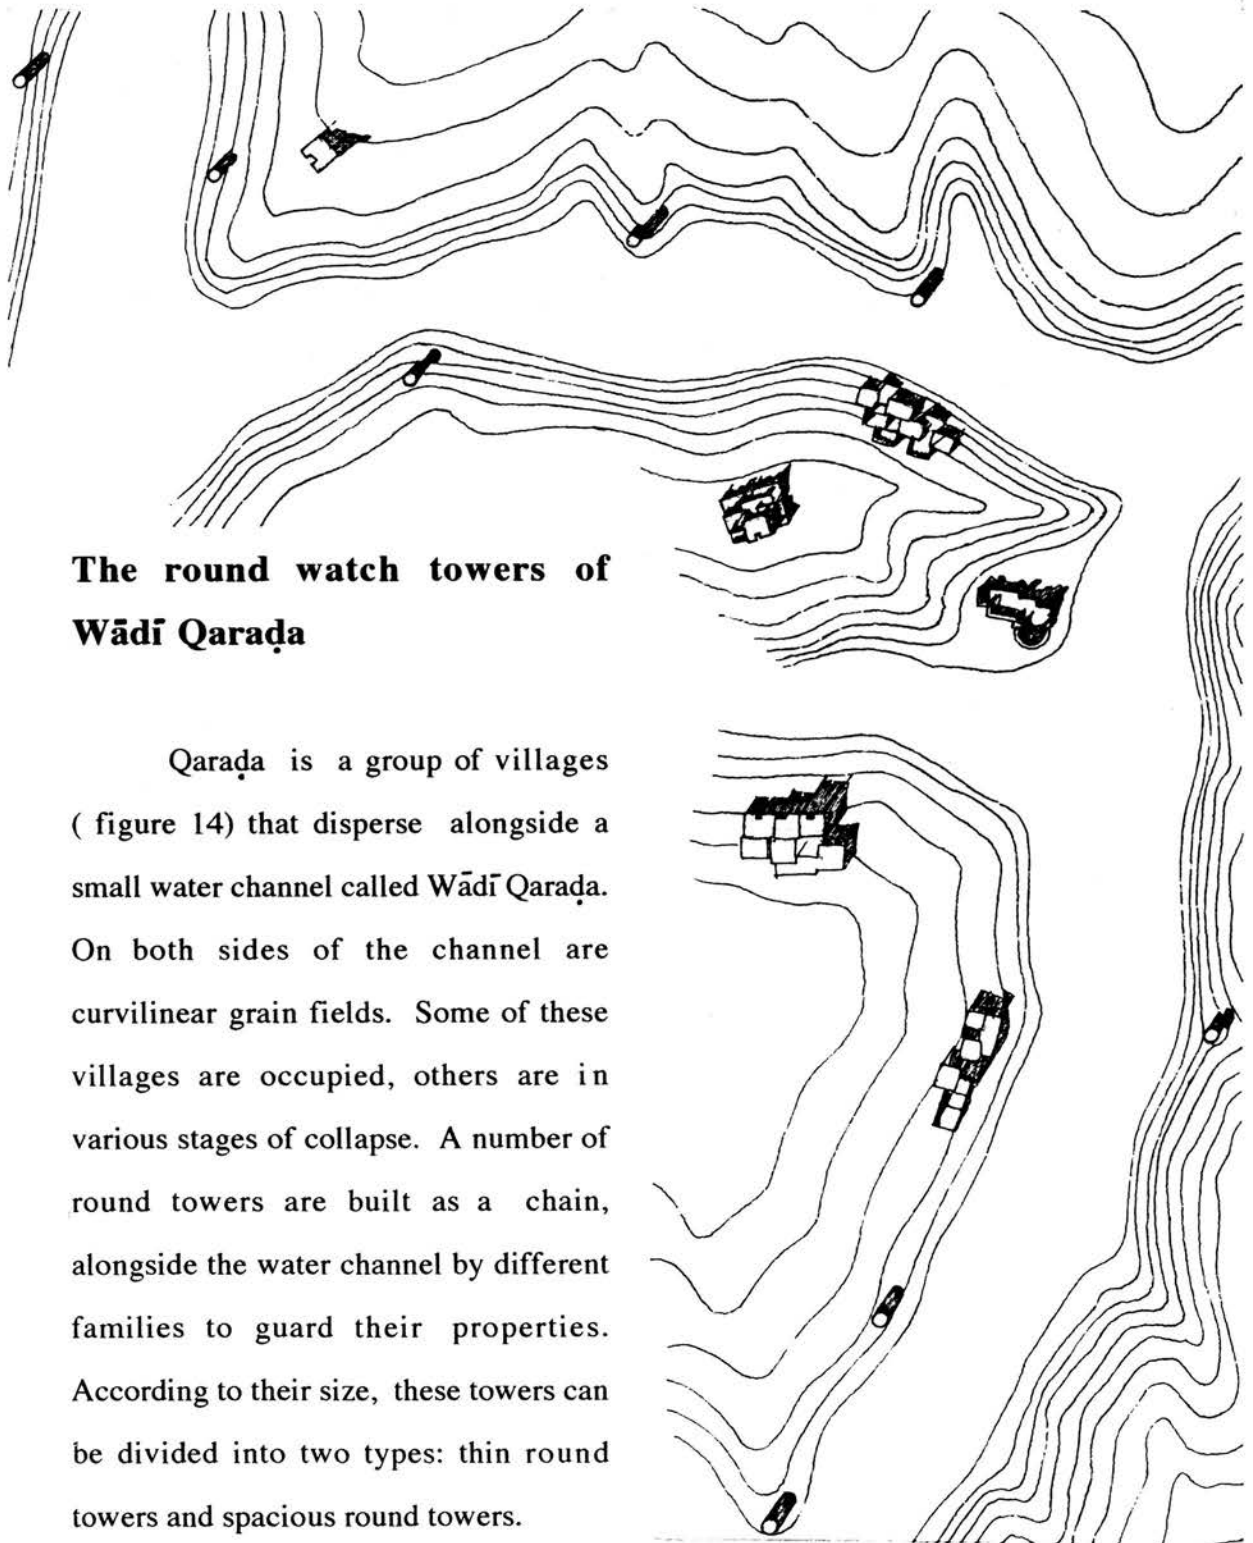 The round watch towers of
Wādī Qaraḍa
Qaraḍa is a group of villages
( figure 14) that disperse alongside a
small water channel called Wādī Qaraḍa.
On both sides of the channel are
curvilinear grain fields. Some of these
villages are occupied, others are in
various stages of collapse. A number of
round towers are built as a chain,
alongside the water channel by different
families to guard their properties.
According to their size, these towers can
be divided into two types: thin round
towers and spacious round towers.